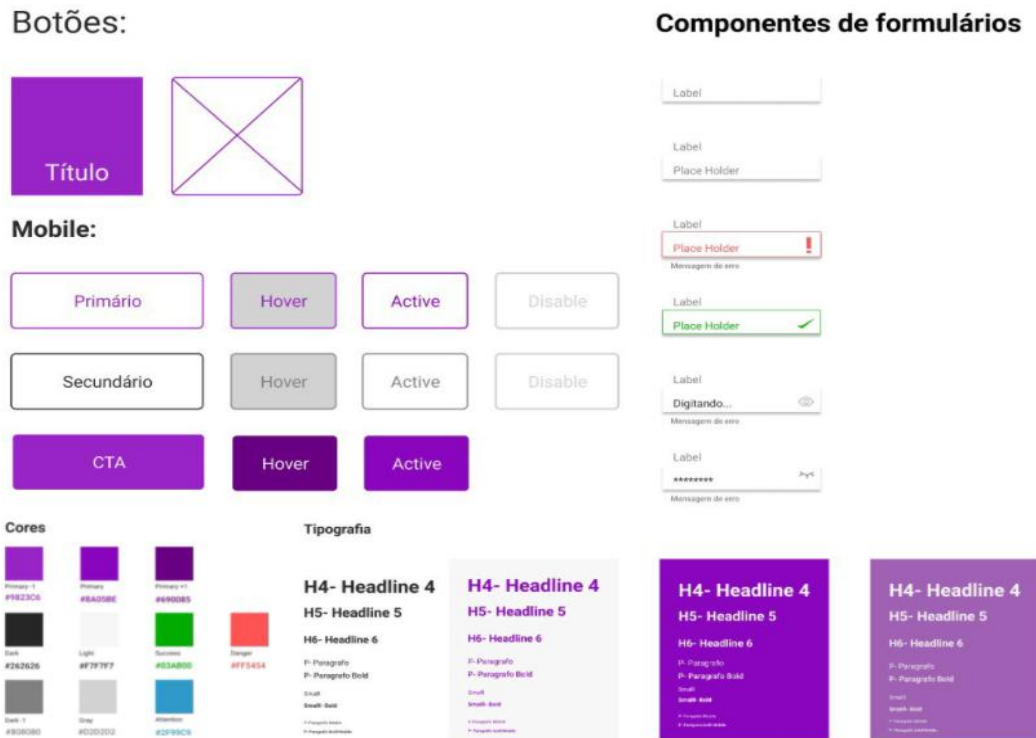 Botões:
Título
Mobile:
Primário
Hover
Active
Disable
Secundário
Hover
Active
Disable
CTA
Hover
Active
Componentes de formulários
Label
Label
Place Holder
Label
Place Holder
Mensagem de erro
Label
Place Holder
Label
Digitando...
Mensagem de erro
Label
********
Mensagem de erro
Cores
Primary -1
#9823C6
Primary
#8A05BE
Primary +1
#690085
Dark
#262626
Light
#F7F7F7
Success
#03AB00
Danger
#FF5454
Dark -1
#808080
Gray
#D2D2D2
Attention
#2F99C9
Tipografia
H4- Headline 4
H5- Headline 5
H6- Headline 6
P- Paragrafo
P- Paragrafo Bold
Small
Small- Bold
H4- Headline 4
H5- Headline 5
H6- Headline 6
P- Paragrafo
P- Paragrafo Bold
Small
Small- Bold
H4- Headline 4
H5- Headline 5
H6- Headline 6
P- Paragrafo
P- Paragrafo Bold
Small
Small- Bold
H4- Headline 4
H5- Headline 5
H6- Headline 6
P- Paragrafo
P- Paragrafo Bold
Small
Small- Bold